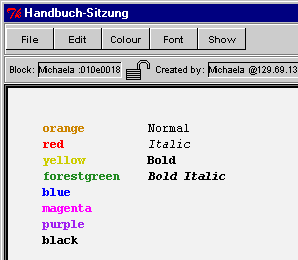 Handbuch-Sitzung
File Edit Colour Font Show
Block: Michaela :010e0018 Created by: Michaela @129.69.13
orange Normal
red Italic
yellow Bold
forestgreen Bold Italic
blue
magenta
purple
black